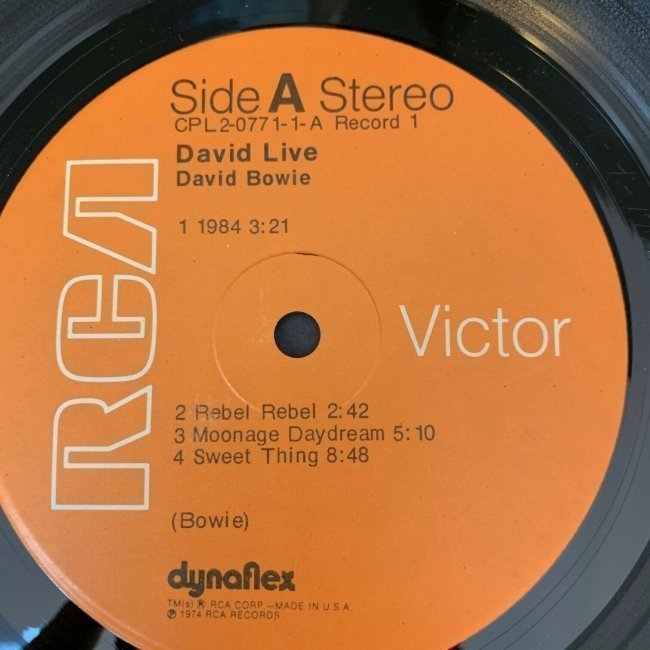 Side A Stereo
CPL2-0771-1-A Record 1
David Live
David Bowie
1 1984 3:21
RCA
Victor
2 Rebel Rebel 2:42
3 Moonage Daydream 5:10
4 Sweet Thing 8:48
(Bowie)
dynaflex
TM(s) ® RCA CORP—MADE IN U.S.A.
℗ 1974 RCA RECORDS